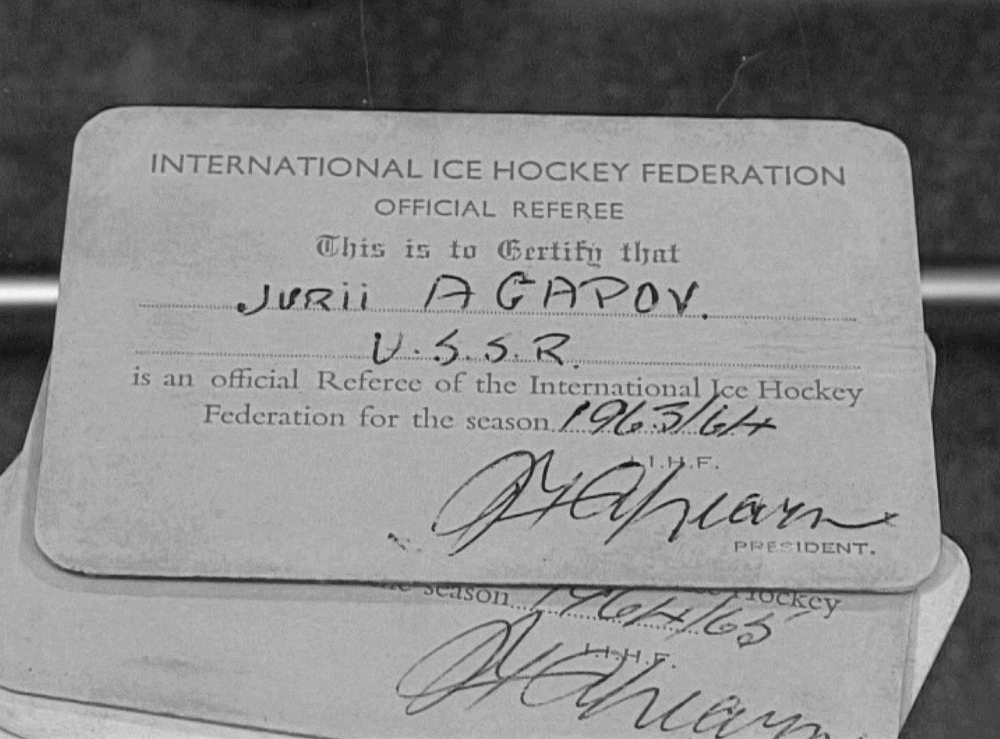 INTERNATIONAL ICE HOCKEY FEDERATION
OFFICIAL REFEREE
This is to Certify that
JURII AGAPOV.
U.S.S.R.
is an official Referee of the International Ice Hockey
Federation for the season 1963/64
I.I.H.F.
PRESIDENT.
season 1964/65 Hockey
I.I.H.F.